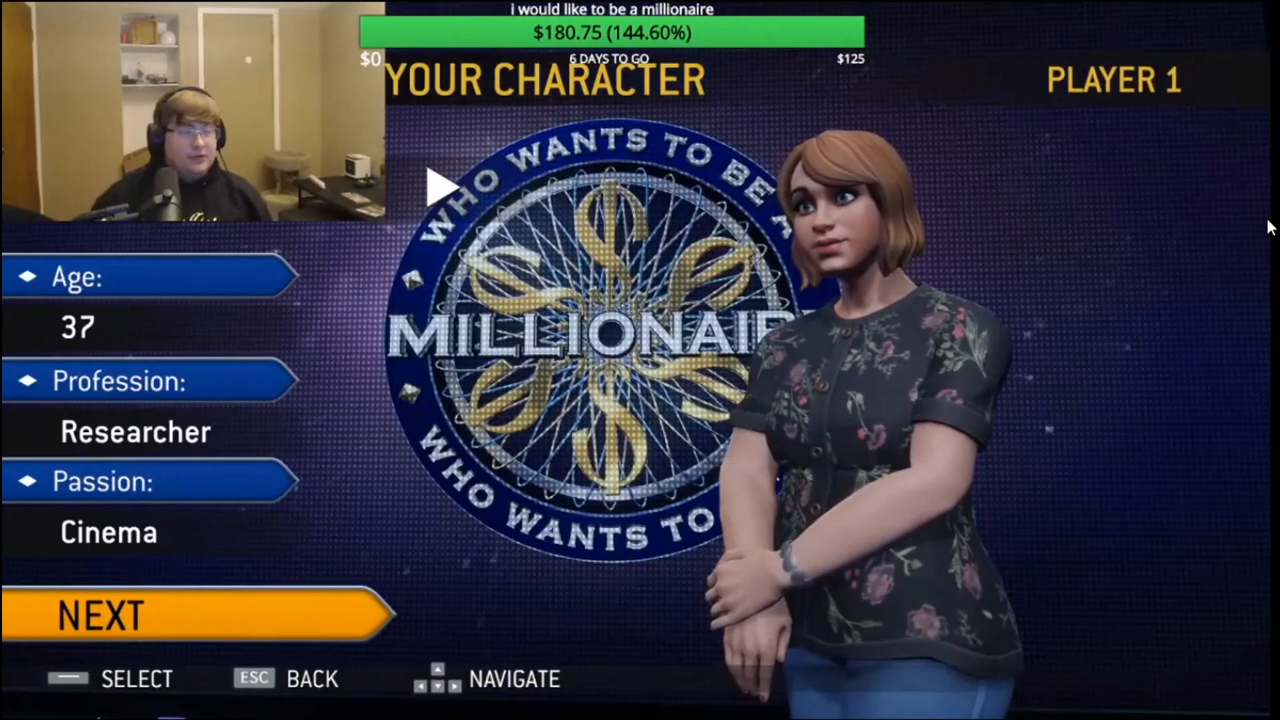 i would like to be a millionaire
$180.75 (144.60%)
$0
6 DAYS TO GO
$125
YOUR CHARACTER
PLAYER 1
WHO WANTS TO BE A
MILLIONAIR
WHO WANTS TO
Age:
37
Profession:
Researcher
Passion:
Cinema
NEXT
SELECT
ESC BACK
NAVIGATE